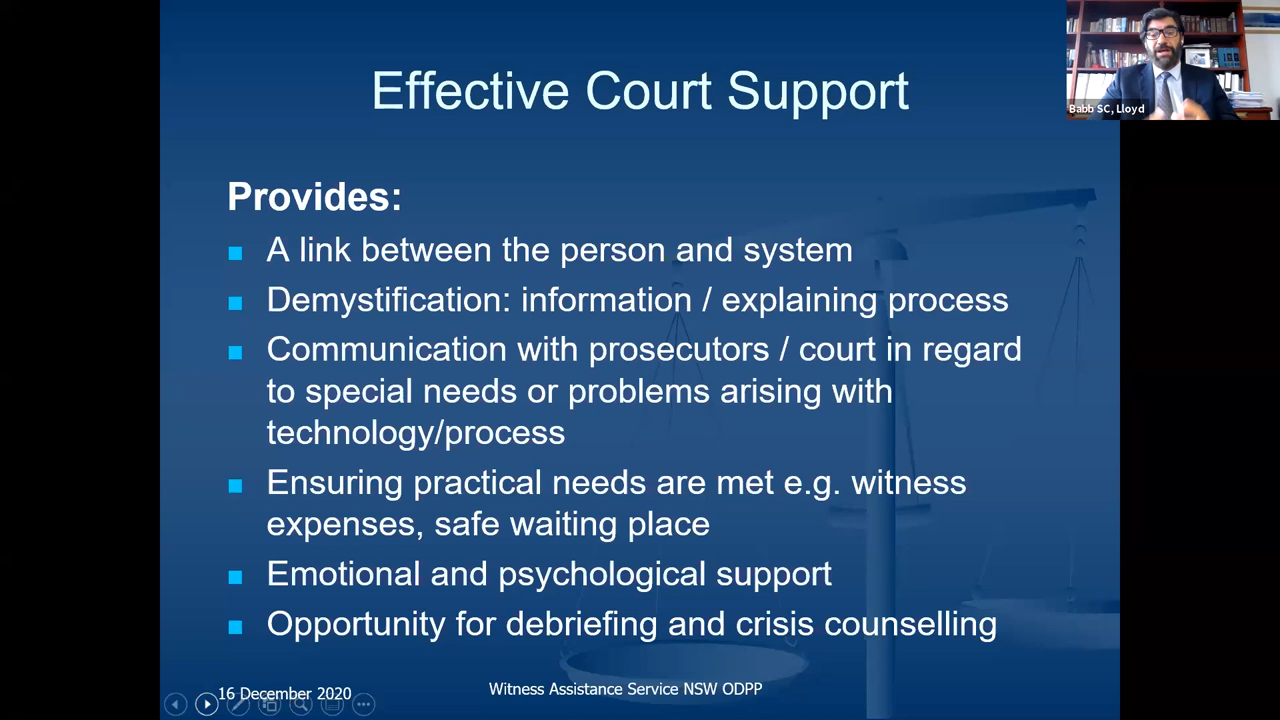 Effective Court Support
Babb SC, Lloyd
Provides:
A link between the person and system
Demystification: information / explaining process
Communication with prosecutors / court in regard
to special needs or problems arising with
technology/process
Ensuring practical needs are met e.g. witness
expenses, safe waiting place
Emotional and psychological support
Opportunity for debriefing and crisis counselling
16 December 2020
Witness Assistance Service NSW ODPP